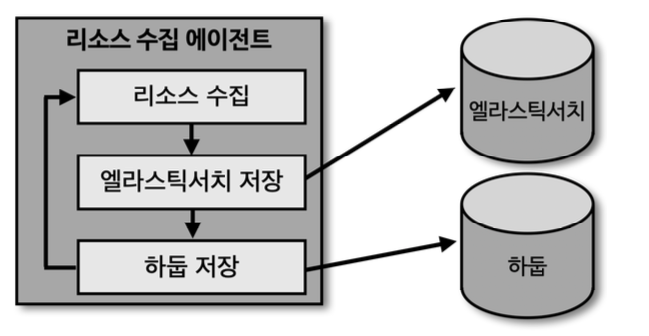 리소스 수집 에이전트
리소스 수집
엘라스틱서치 저장
하둡 저장
엘라스틱서치
하둡